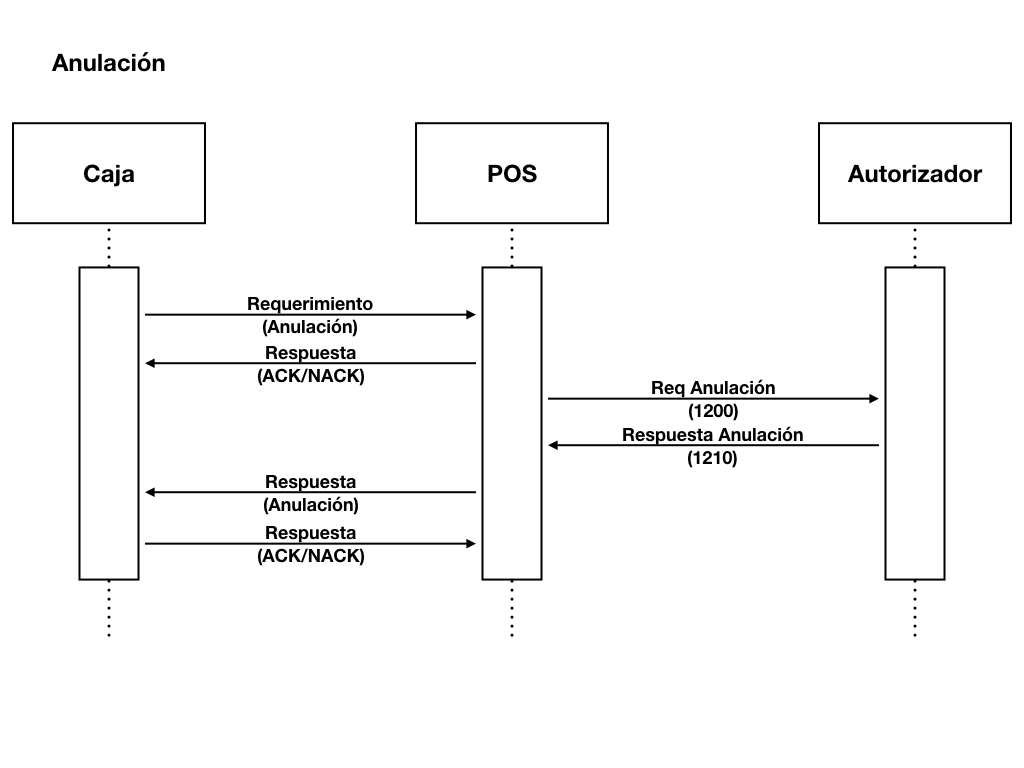 Anulación
Caja
POS
Autorizador
Requerimiento
(Anulación)
Respuesta
(ACK/NACK)
Req Anulación
(1200)
Respuesta Anulación
(1210)
Respuesta
(Anulación)
Respuesta
(ACK/NACK)